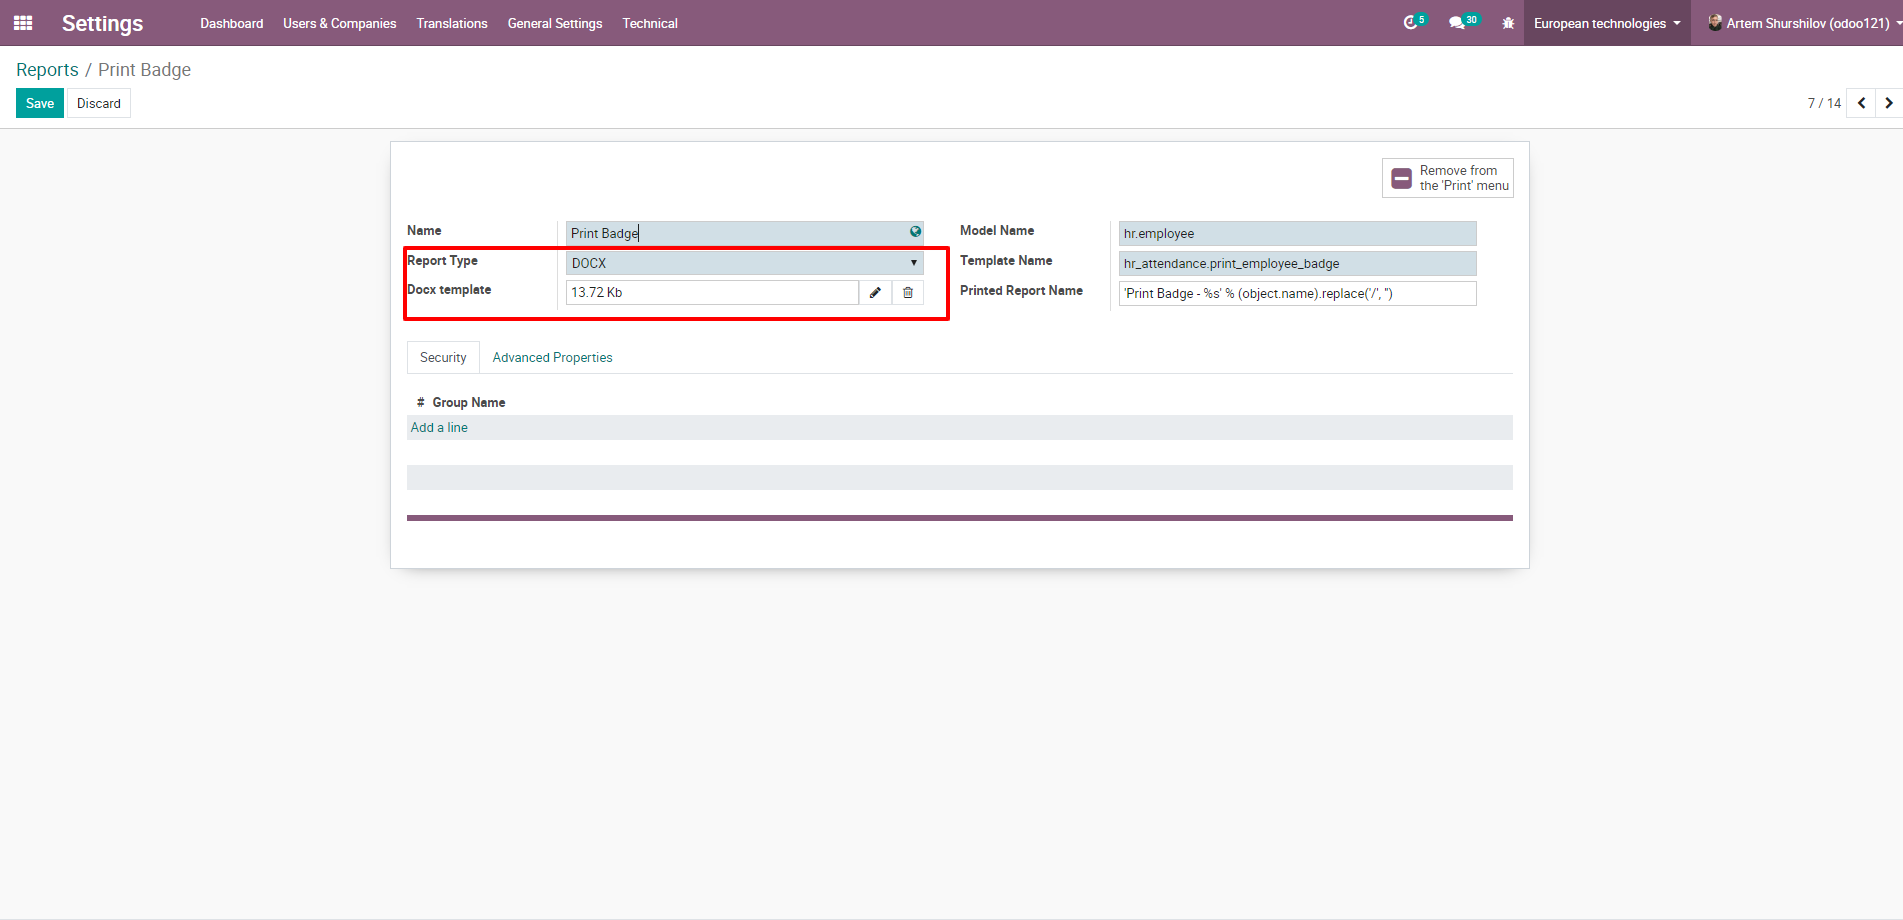 Settings Dashboard Users & Companies Translations General Settings Technical 5 30 European technologies Artem Shurshilov (odoo121)
Reports / Print Badge
Save Discard 7 / 14
Remove from
the 'Print' menu
Name Print Badge Model Name hr.employee
Report Type DOCX Template Name hr_attendance.print_employee_badge
Docx template 13.72 Kb Printed Report Name 'Print Badge - %s' % (object.name).replace('/', '')
Security Advanced Properties
# Group Name
Add a line